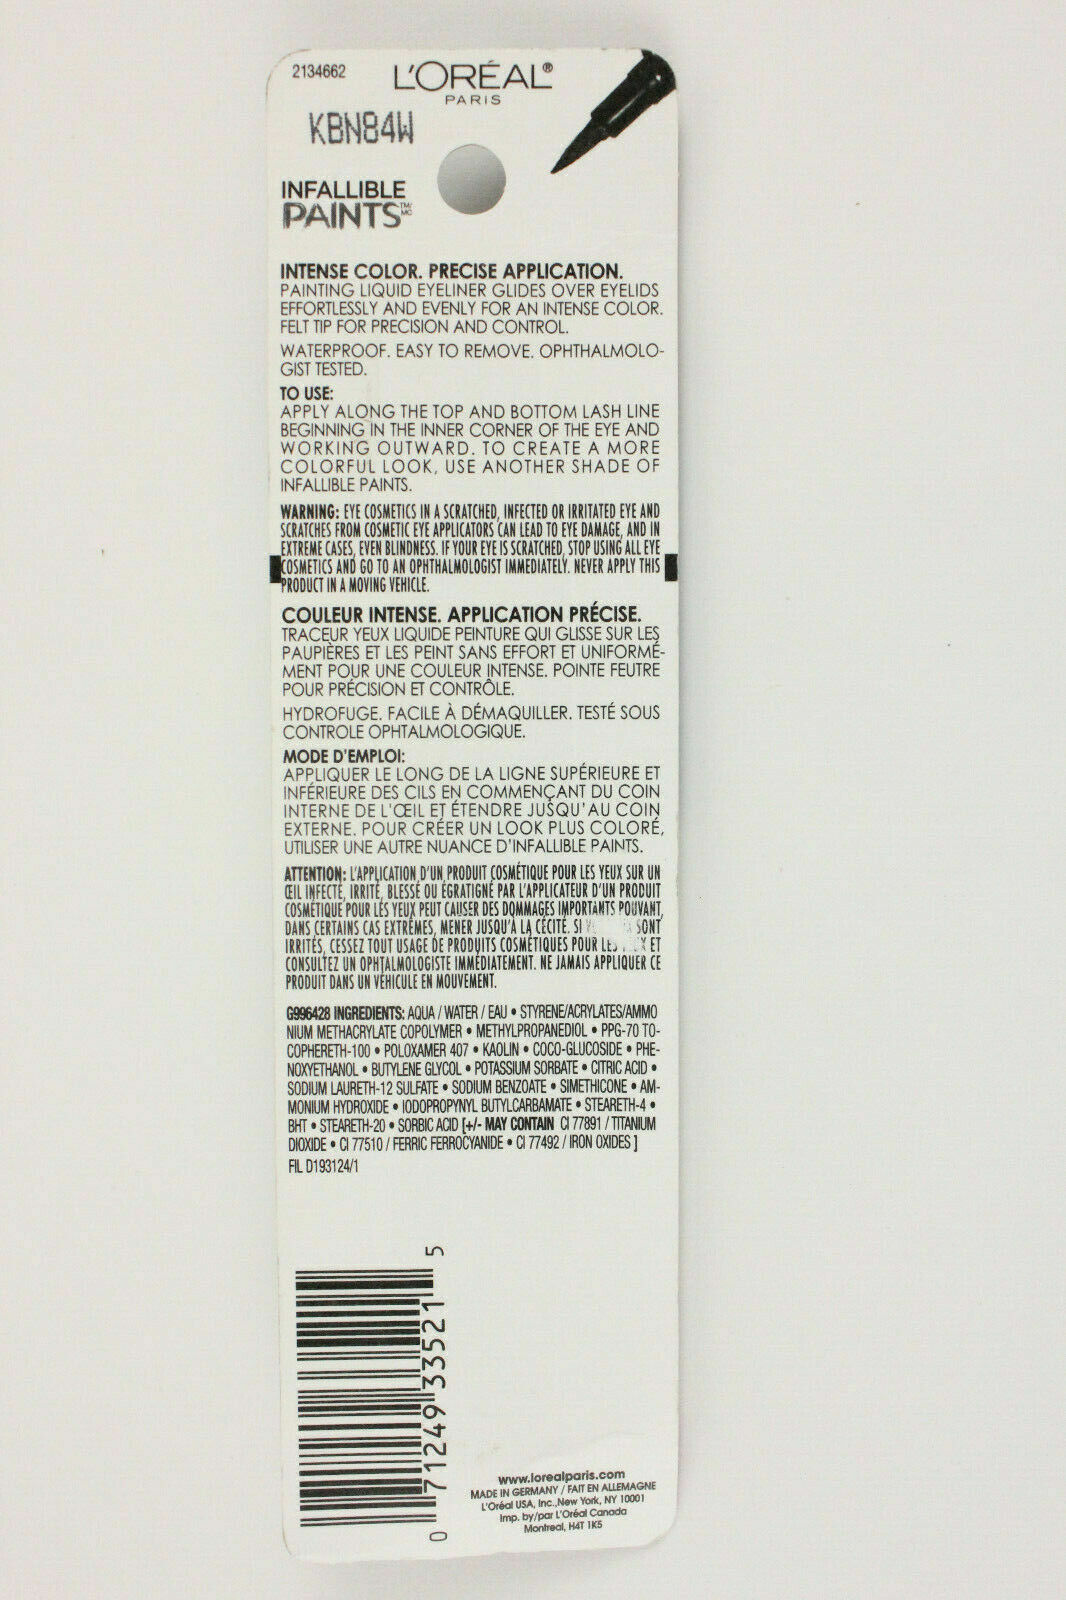 2134662
L'ORÉAL®
PARIS
KBN84W
INFALLIBLE
PAINTS™/MC
INTENSE COLOR. PRECISE APPLICATION.
PAINTING LIQUID EYELINER GLIDES OVER EYELIDS
EFFORTLESSLY AND EVENLY FOR AN INTENSE COLOR.
FELT TIP FOR PRECISION AND CONTROL.
WATERPROOF. EASY TO REMOVE. OPHTHALMOLO-
GIST TESTED.
TO USE:
APPLY ALONG THE TOP AND BOTTOM LASH LINE
BEGINNING IN THE INNER CORNER OF THE EYE AND
WORKING OUTWARD. TO CREATE A MORE
COLORFUL LOOK, USE ANOTHER SHADE OF
INFALLIBLE PAINTS.
WARNING: EYE COSMETICS IN A SCRATCHED, INFECTED OR IRRITATED EYE AND
SCRATCHES FROM COSMETIC EYE APPLICATORS CAN LEAD TO EYE DAMAGE, AND IN
EXTREME CASES, EVEN BLINDNESS. IF YOUR EYE IS SCRATCHED, STOP USING ALL EYE
COSMETICS AND GO TO AN OPHTHALMOLOGIST IMMEDIATELY. NEVER APPLY THIS
PRODUCT IN A MOVING VEHICLE.
COULEUR INTENSE. APPLICATION PRÉCISE.
TRACEUR YEUX LIQUIDE PEINTURE QUI GLISSE SUR LES
PAUPIÈRES ET LES PEINT SANS EFFORT ET UNIFORMÉ-
MENT POUR UNE COULEUR INTENSE. POINTE FEUTRE
POUR PRÉCISION ET CONTRÔLE.
HYDROFUGE. FACILE À DÉMAQUILLER. TESTÉ SOUS
CONTROLE OPHTALMOLOGIQUE.
MODE D'EMPLOI:
APPLIQUER LE LONG DE LA LIGNE SUPÉRIEURE ET
INFÉRIEURE DES CILS EN COMMENÇANT DU COIN
INTERNE DE L'ŒIL ET ÉTENDRE JUSQU'AU COIN
EXTERNE. POUR CRÉER UN LOOK PLUS COLORÉ,
UTILISER UNE AUTRE NUANCE D'INFALLIBLE PAINTS.
ATTENTION: L'APPLICATION D'UN PRODUIT COSMÉTIQUE POUR LES YEUX SUR UN
ŒIL INFECTÉ, IRRITÉ, BLESSÉ OU ÉGRATIGNÉ PAR L'APPLICATEUR D'UN PRODUIT
COSMÉTIQUE POUR LES YEUX PEUT CAUSER DES DOMMAGES IMPORTANTS POUVANT,
DANS CERTAINS CAS EXTRÊMES, MENER JUSQU'À LA CÉCITÉ. SI SONT
IRRITÉS, CESSEZ TOUT USAGE DE PRODUITS COSMÉTIQUES POUR ET
CONSULTEZ UN OPHTALMOLOGISTE IMMÉDIATEMENT. NE JAMAIS APPLIQUER CE
PRODUIT DANS UN VÉHICULE EN MOUVEMENT.
G996428 INGREDIENTS: AQUA / WATER / EAU • STYRENE/ACRYLATES/AMMO
NIUM METHACRYLATE COPOLYMER • METHYLPROPANEDIOL • PPG-70 TO-
COPHERETH-100 • POLOXAMER 407 • KAOLIN • COCO-GLUCOSIDE • PHE-
NOXYETHANOL • BUTYLENE GLYCOL • POTASSIUM SORBATE • CITRIC ACID •
SODIUM LAURETH-12 SULFATE • SODIUM BENZOATE • SIMETHICONE • AM-
MONIUM HYDROXIDE • IODOPROPYNYL BUTYLCARBAMATE • STEARETH-4 •
BHT • STEARETH-20 • SORBIC ACID [+/- MAY CONTAIN CI 77891 / TITANIUM
DIOXIDE • CI 77510 / FERRIC FERROCYANIDE • CI 77492 / IRON OXIDES ]
FIL D193124/1
0 71249 33521 5
www.lorealparis.com
MADE IN GERMANY / FAIT EN ALLEMAGNE
L'Oréal USA, Inc.,New York, NY 10001
Imp. by/par L'Oréal Canada
Montreal, H4T 1K5